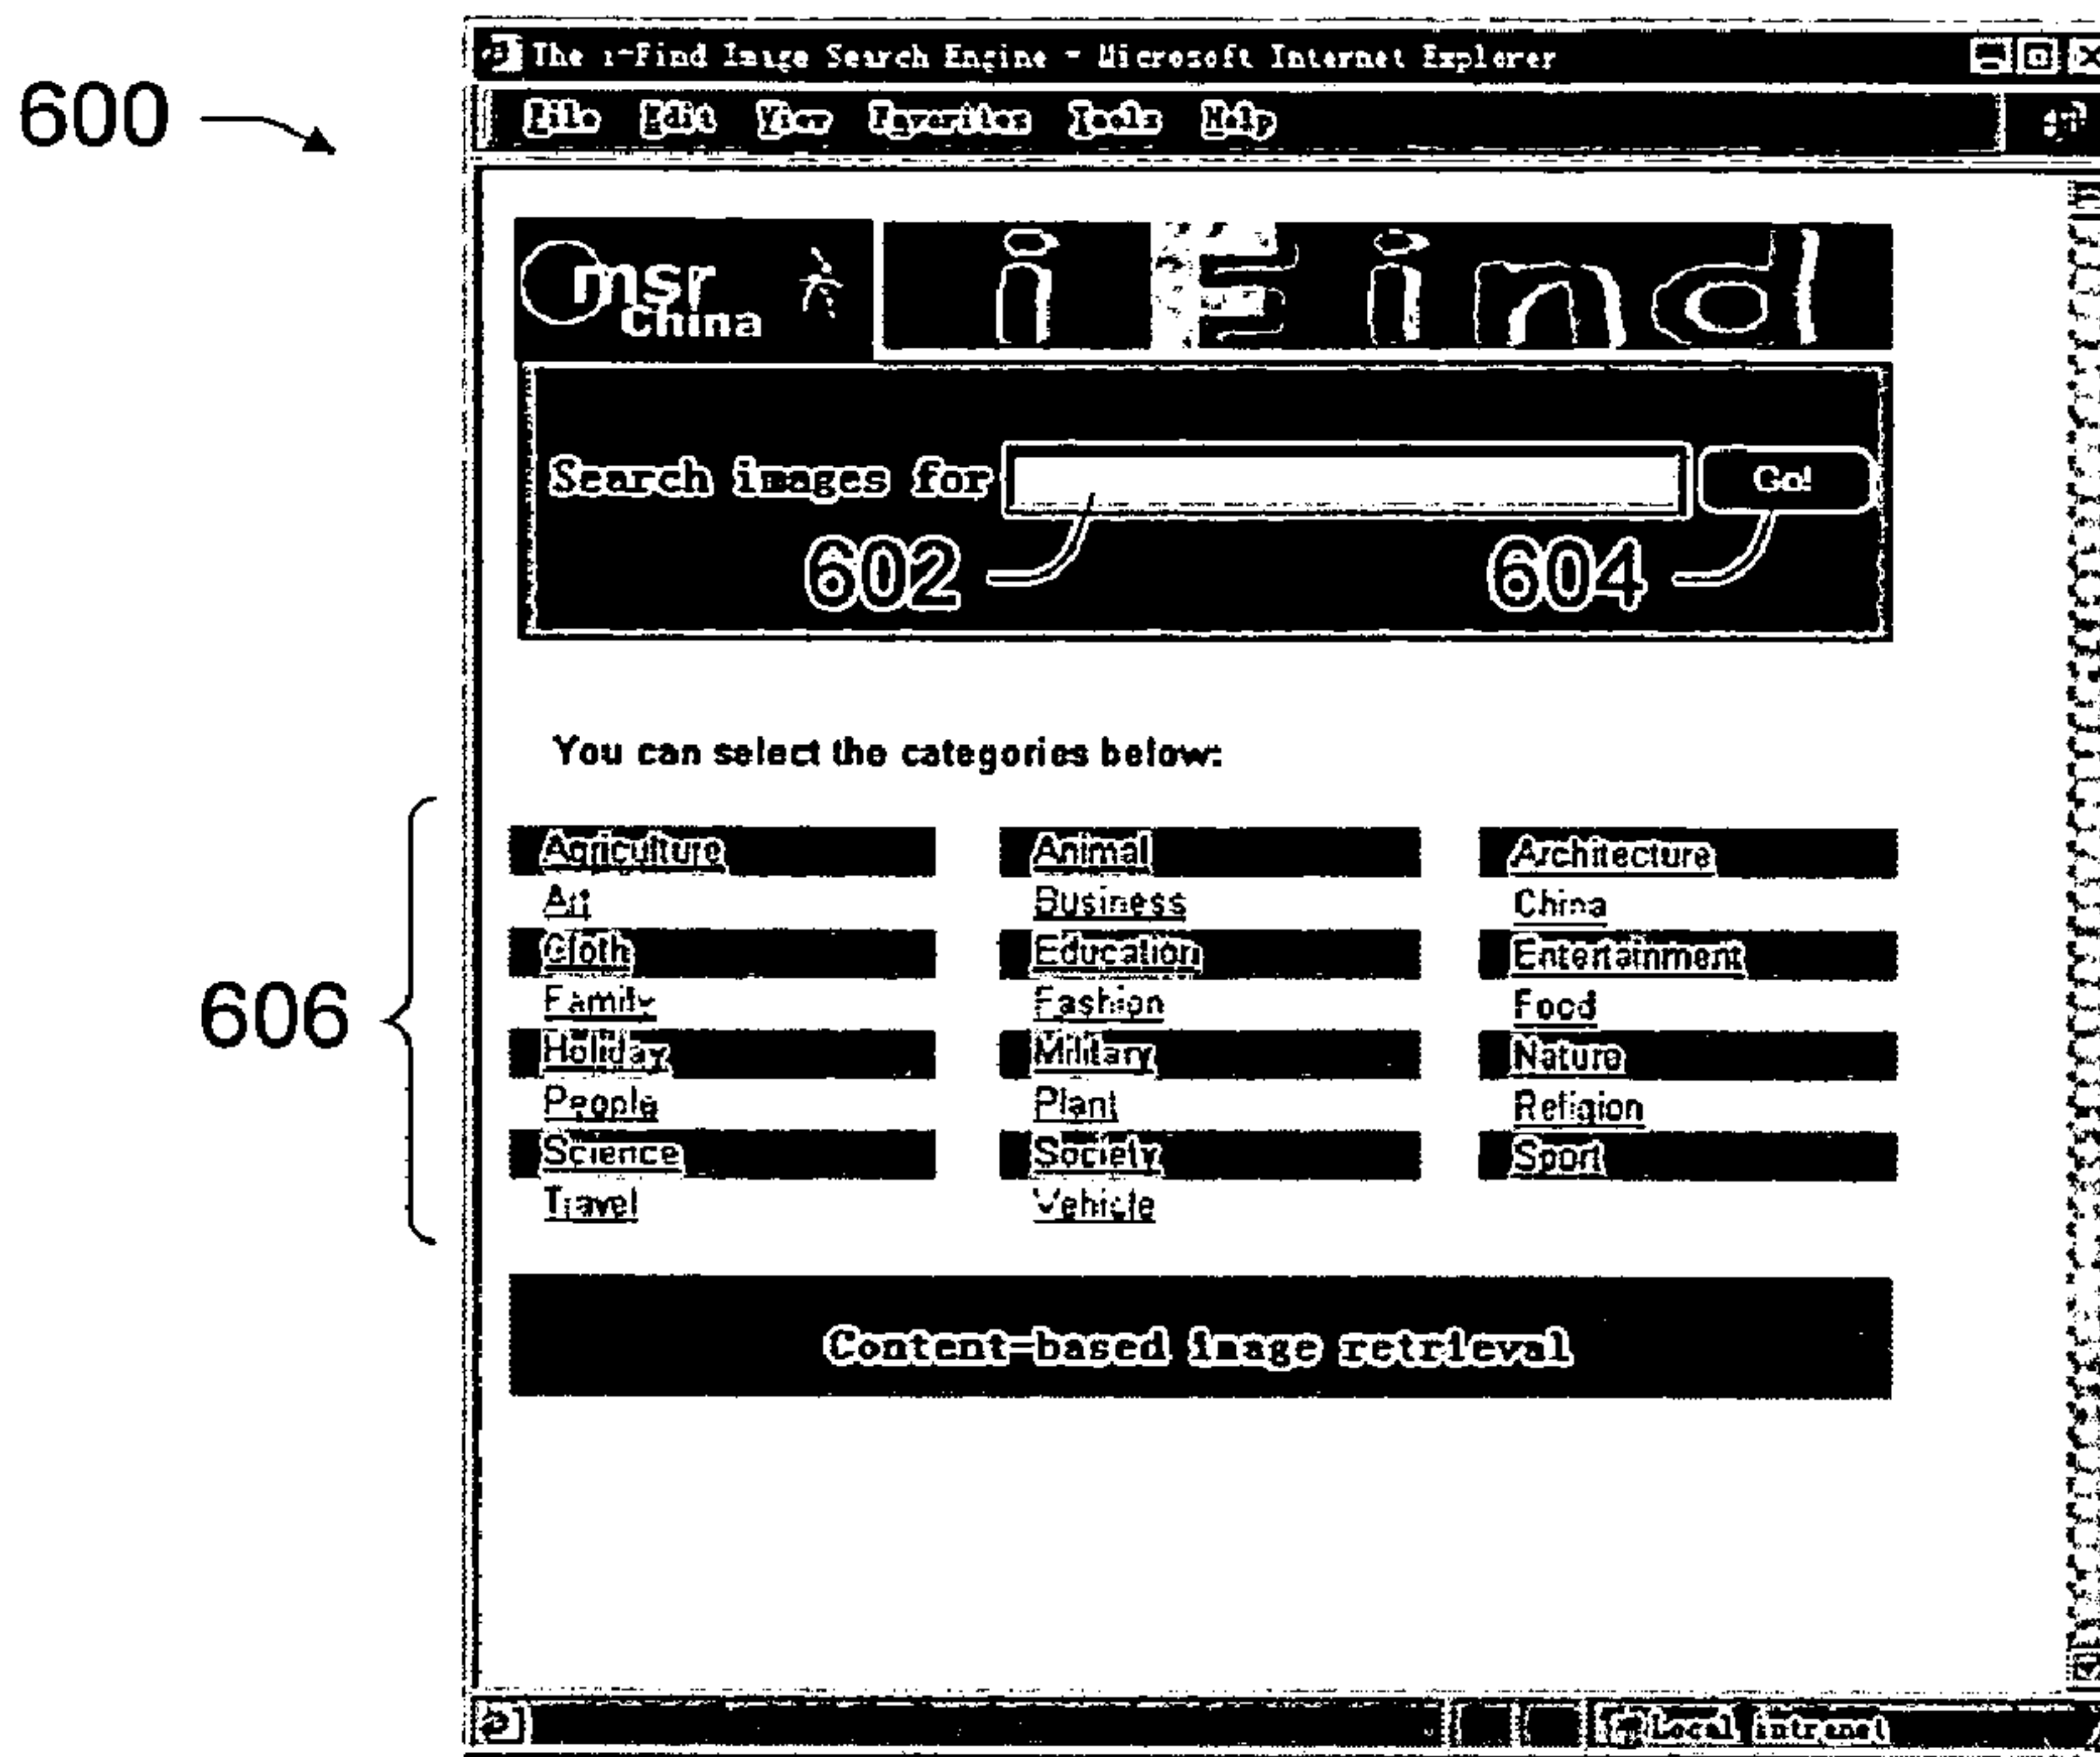 The i-Find Image Search Engine - Microsoft Internet Explorer
600
File Edit View Favorites Tools Help
msr
China
i Find
Search images for Go!
602 604
You can select the categories below:
Agriculture Animal Architecture
Art Business China
Cloth Education Entertainment
606
Family Fashion Food
Holiday Military Nature
People Plant Religion
Science Society Sport
Travel Vehicle
Content-based image retrieval
Local intranet